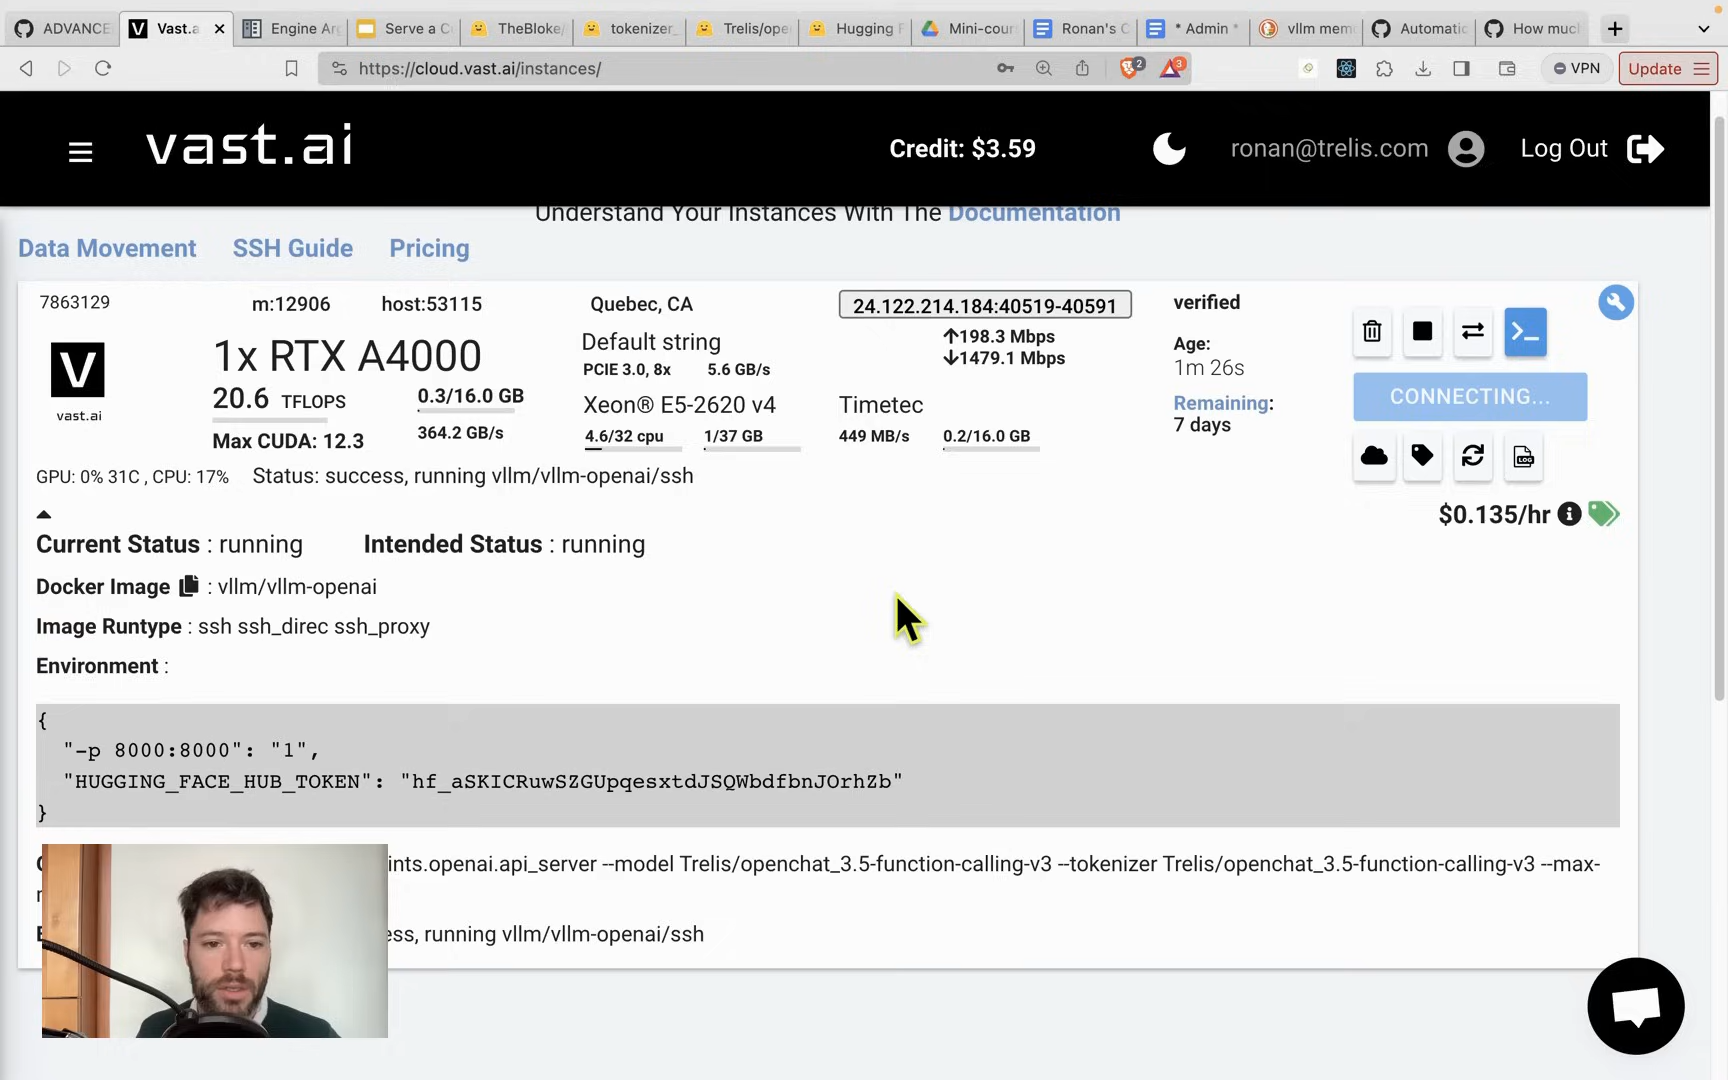 ADVANCE
Vast.a
Engine Ar
Serve a C
TheBloke/
tokenizer_
Trelis/ope
Hugging F
Mini-cour
Ronan's C
* Admin *
vllm mem
Automatic
How much
https://cloud.vast.ai/instances/
2
3
VPN
Update
vast.ai
Credit: $3.59
ronan@trelis.com
Log Out
Understand Your Instances With The Documentation
Data Movement SSH Guide Pricing
7863129
m:12906
host:53115
Quebec, CA
24.122.214.184:40519-40591
verified
V
vast.ai
1x RTX A4000
20.6 TFLOPS
0.3/16.0 GB
Max CUDA: 12.3
364.2 GB/s
Default string
PCIE 3.0, 8x 5.6 GB/s
Xeon® E5-2620 v4
4.6/32 cpu 1/37 GB
↑198.3 Mbps
↓1479.1 Mbps
Timetec
449 MB/s 0.2/16.0 GB
Age:
1m 26s
Remaining:
7 days
CONNECTING...
LOG
GPU: 0% 31C , CPU: 17% Status: success, running vllm/vllm-openai/ssh
$0.135/hr
Current Status : running Intended Status : running
Docker Image : vllm/vllm-openai
Image Runtype : ssh ssh_direc ssh_proxy
Environment :
{
"-p 8000:8000": "1",
"HUGGING_FACE_HUB_TOKEN": "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"
}
ints.openai.api_server --model Trelis/openchat_3.5-function-calling-v3 --tokenizer Trelis/openchat_3.5-function-calling-v3 --max-
ess, running vllm/vllm-openai/ssh